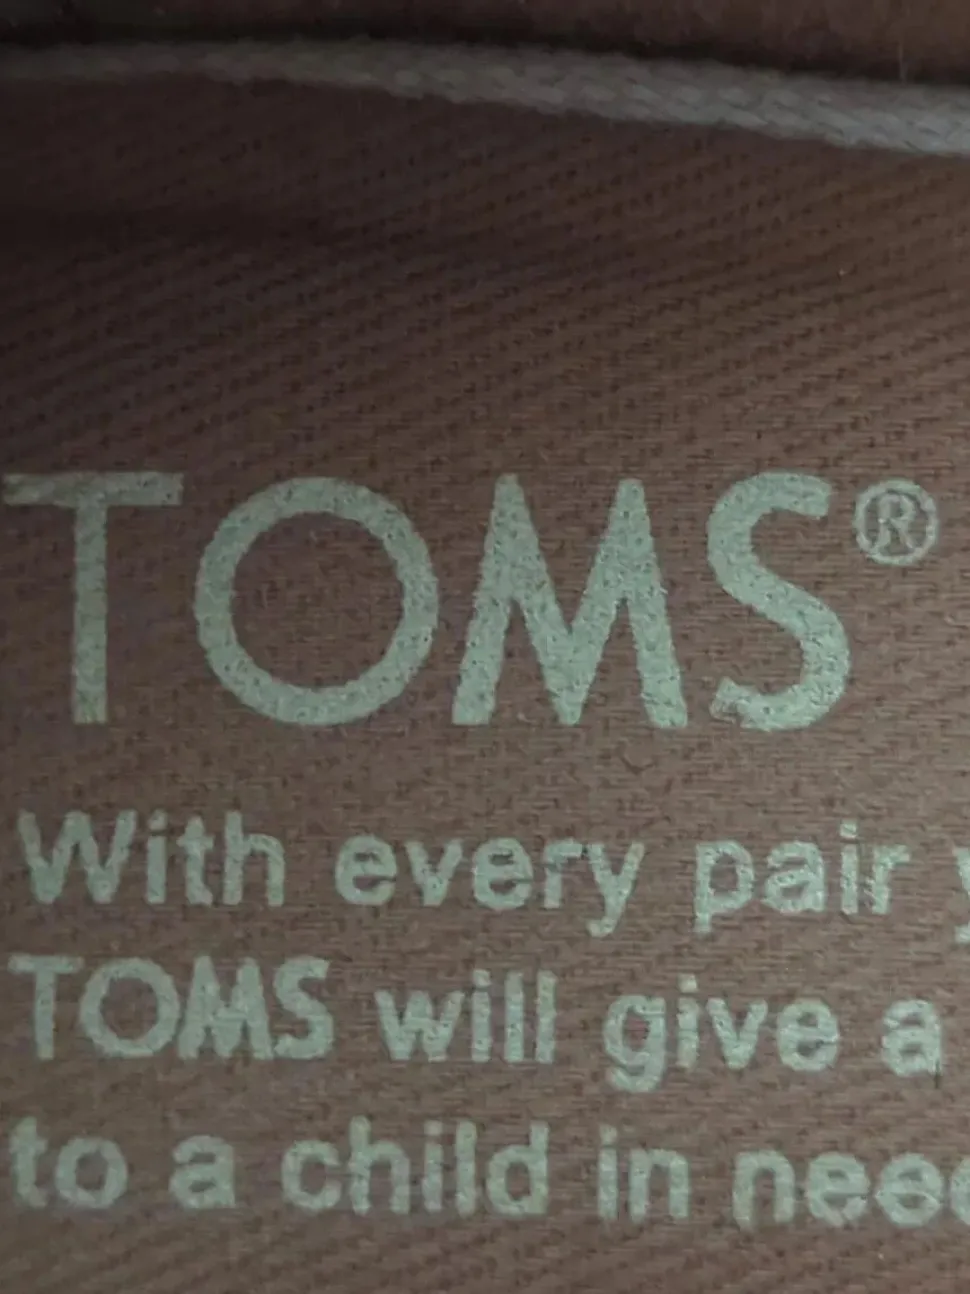 TOMS®
With every pair
TOMS will give a
to a child in